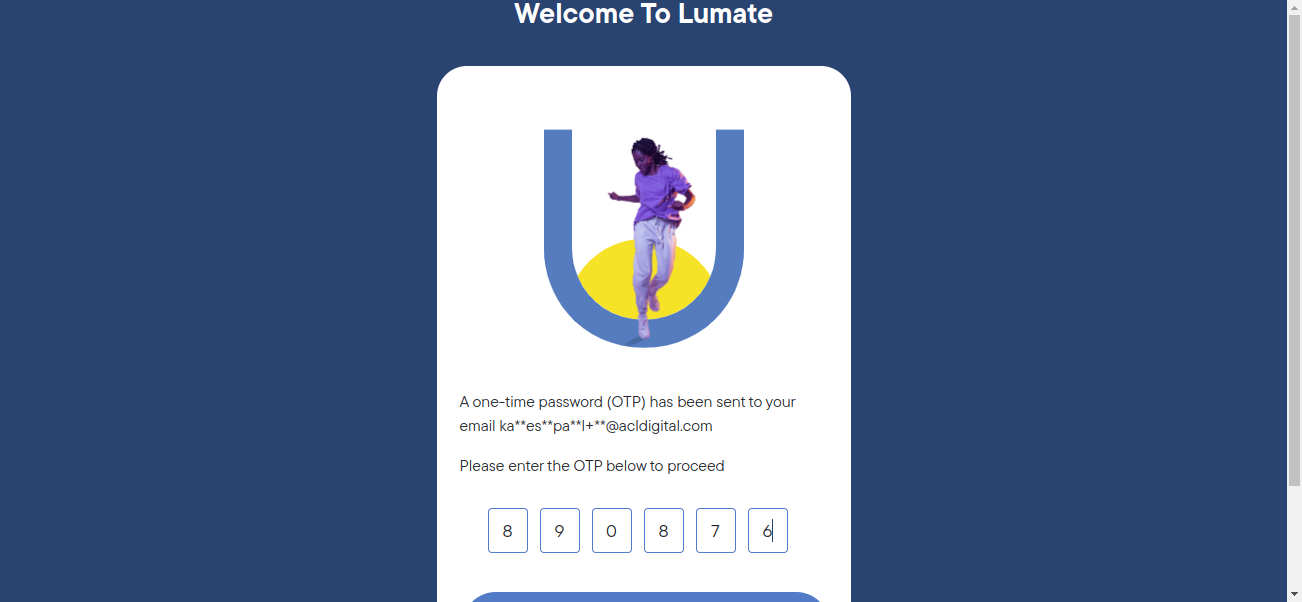 Welcome To Lumate
A one-time password (OTP) has been sent to your
email ka**es**pa**l+**@acldigital.com
Please enter the OTP below to proceed
8 9 0 8 7 6